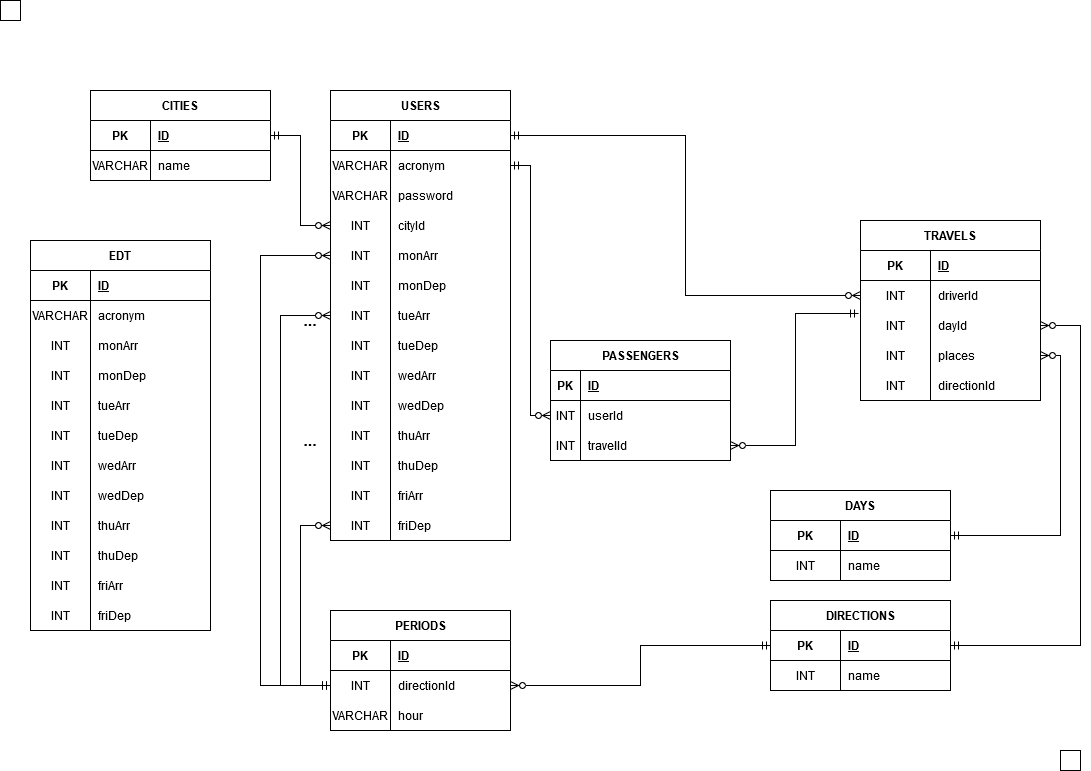 CITIES
PK ID
VARCHAR name
USERS
PK ID
VARCHAR acronym
VARCHAR password
INT cityId
INT monArr
INT monDep
INT tueArr
INT tueDep
INT wedArr
INT wedDep
INT thuArr
INT thuDep
INT friArr
INT friDep
...
...
EDT
PK ID
VARCHAR acronym
INT monArr
INT monDep
INT tueArr
INT tueDep
INT wedArr
INT wedDep
INT thuArr
INT thuDep
INT friArr
INT friDep
TRAVELS
PK ID
INT driverId
INT dayId
INT places
INT directionId
PASSENGERS
PK ID
INT userId
INT travelId
DAYS
PK ID
INT name
PERIODS
PK ID
INT directionId
VARCHAR hour
DIRECTIONS
PK ID
INT name